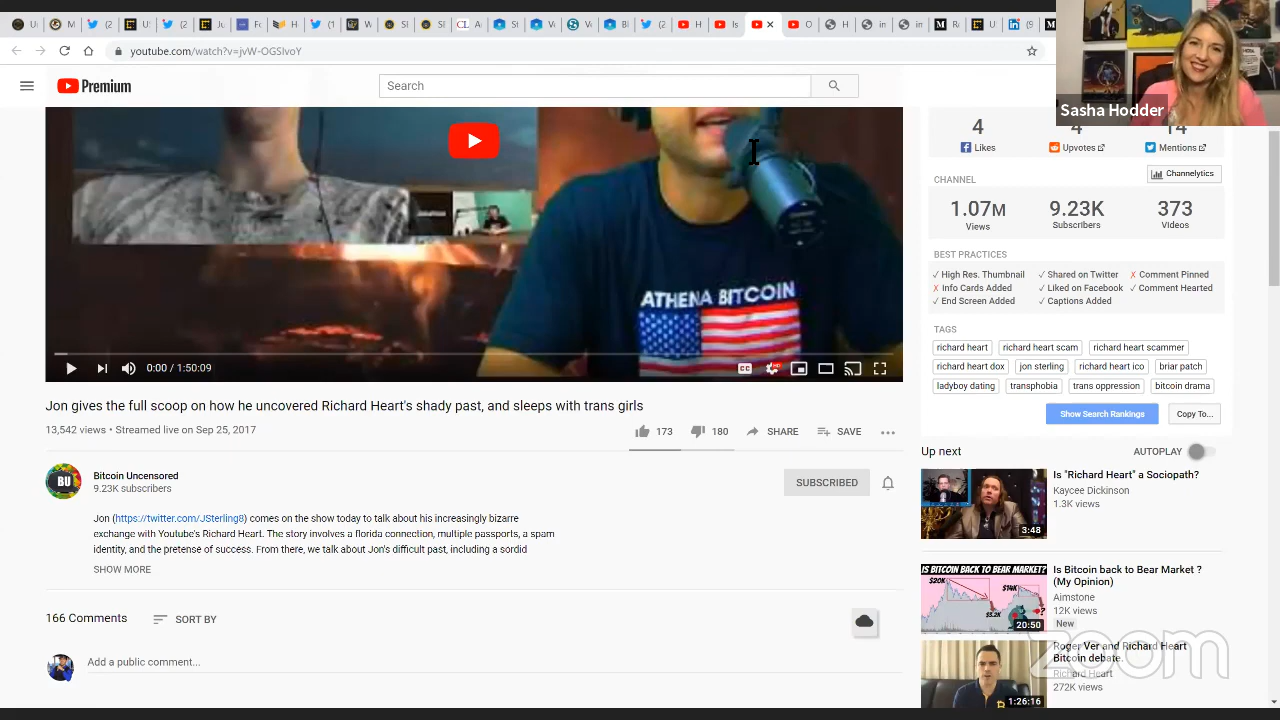 youtube.com/watch?v=jvW-OGSIvoY
Sasha Hodder
Premium
Search
ATHENA BITCOIN
0:00 / 1:50:09
CC
HD
Jon gives the full scoop on how he uncovered Richard Heart's shady past, and sleeps with trans girls
13,542 views • Streamed live on Sep 25, 2017
173
180
SHARE
SAVE
BU
Bitcoin Uncensored
9.23K subscribers
SUBSCRIBED
Jon (https://twitter.com/JSterling8) comes on the show today to talk about his increasingly bizarre
exchange with Youtube's Richard Heart. The story involves a florida connection, multiple passports, a spam
identity, and the pretense of success. From there, we talk about Jon's difficult past, including a sordid
SHOW MORE
166 Comments
SORT BY
Add a public comment...
4 4 14
Likes Upvotes Mentions
CHANNEL
Channelytics
1.07M 9.23K 373
Views Subscribers Videos
BEST PRACTICES
✓ High Res. Thumbnail ✓ Shared on Twitter ✗ Comment Pinned
✗ Info Cards Added ✓ Liked on Facebook ✓ Comment Hearted
✓ End Screen Added ✓ Captions Added
TAGS
richard heart richard heart scam richard heart scammer
richard heart dox jon sterling richard heart ico briar patch
ladyboy dating transphobia trans oppression bitcoin drama
Show Search Rankings Copy To...
Up next
AUTOPLAY
3:48
Is "Richard Heart" a Sociopath?
Kaycee Dickinson
1.3K views
IS BITCOIN BACK TO BEAR MARKET?
$20K
$14K
$3.2K
20:50
Is Bitcoin back to Bear Market ?
(My Opinion)
Aimstone
12K views
New
1:26:16
Roger Ver and Richard Heart
Bitcoin debate.
Richard Heart
272K views
zoom